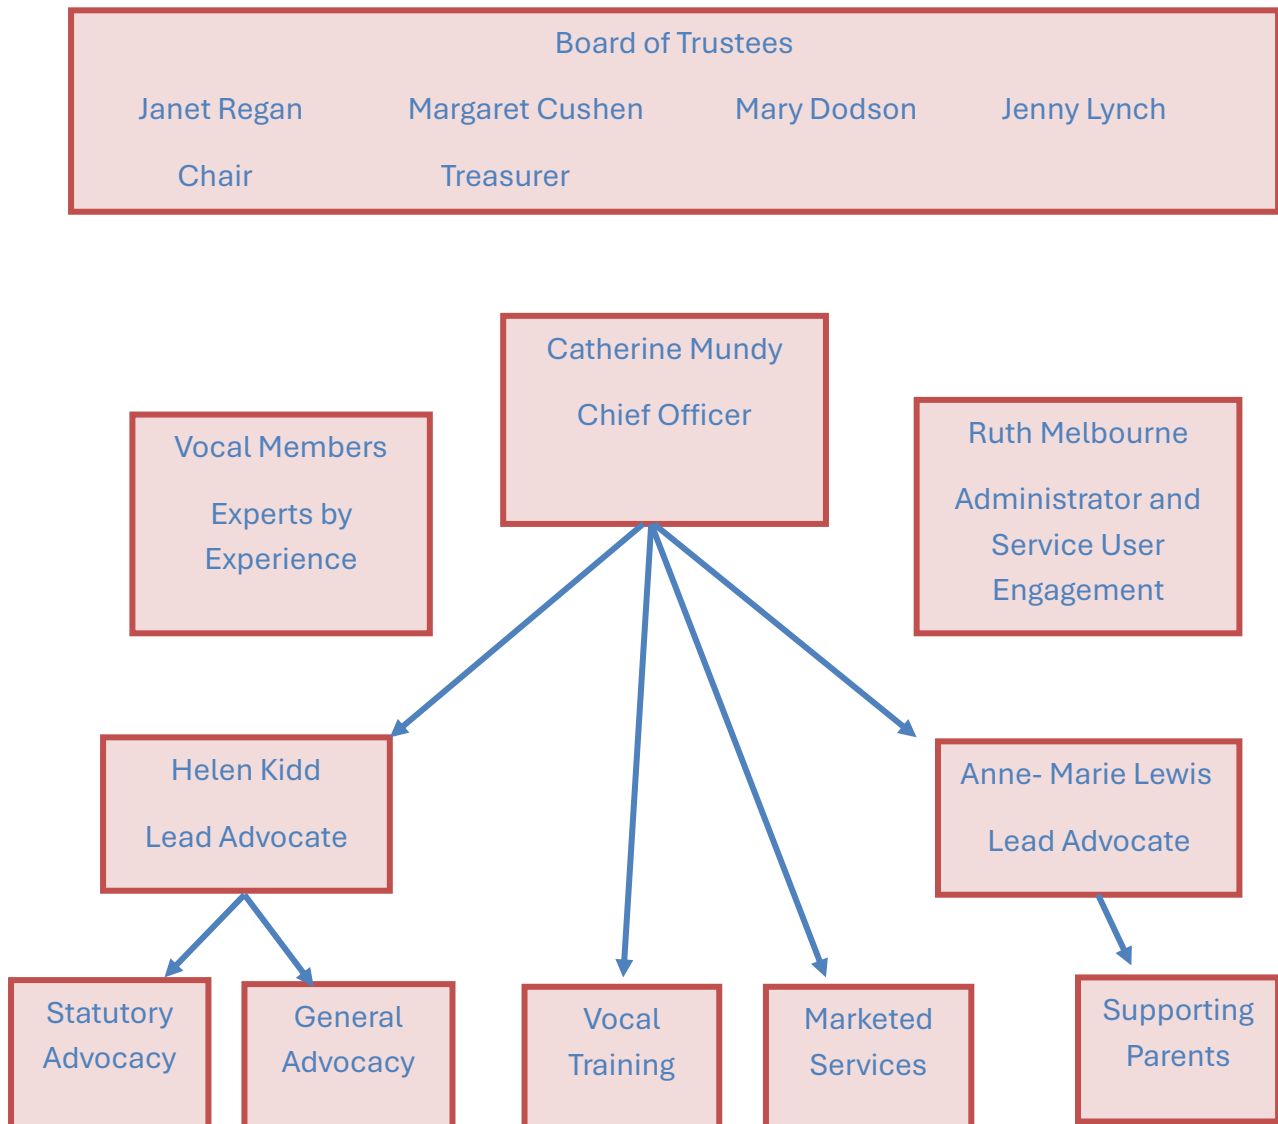 Board of Trustees
Janet Regan Margaret Cushen Mary Dodson Jenny Lynch
Chair Treasurer
Catherine Mundy
Chief Officer
Vocal Members
Experts by
Experience
Ruth Melbourne
Administrator and
Service User
Engagement
Helen Kidd
Lead Advocate
Anne- Marie Lewis
Lead Advocate
Statutory
Advocacy
General
Advocacy
Vocal
Training
Marketed
Services
Supporting
Parents